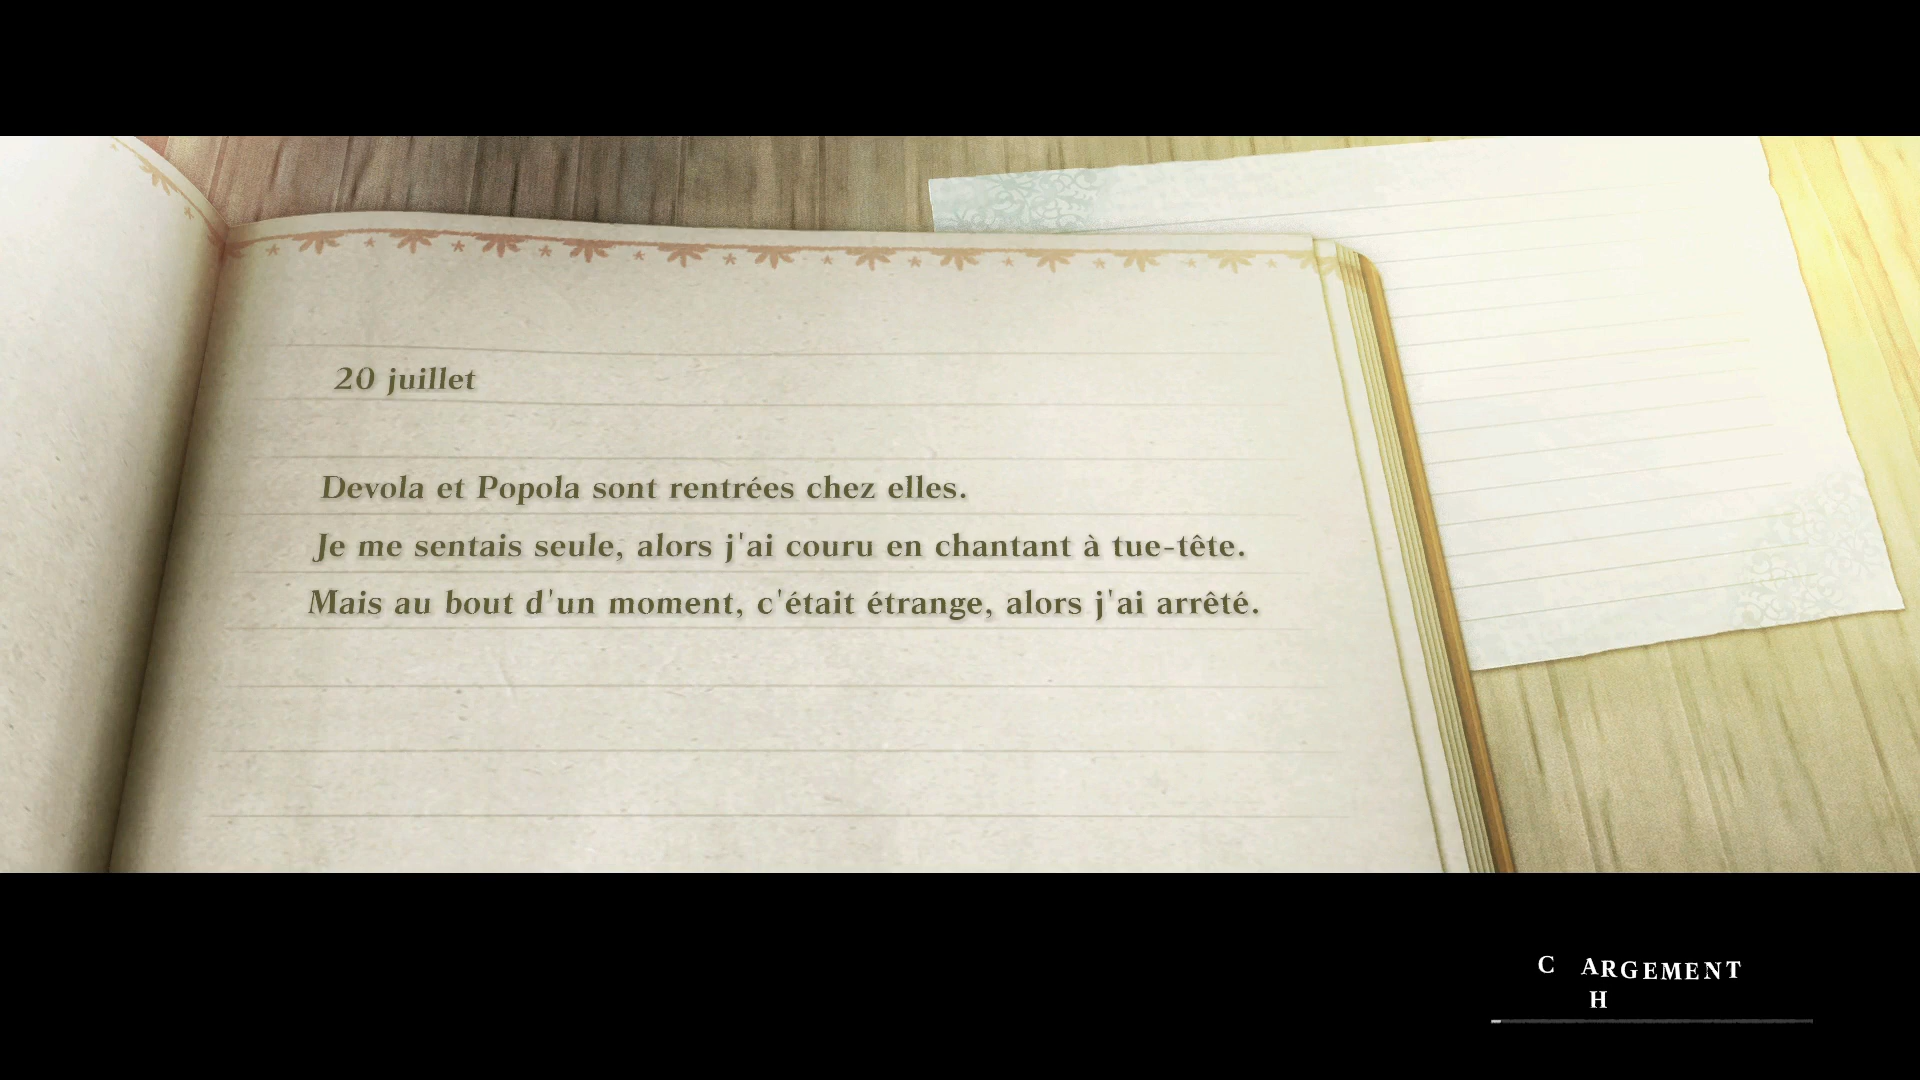 20 juillet
Devola et Popola sont rentrées chez elles.
Je me sentais seule, alors j'ai couru en chantant à tue-tête.
Mais au bout d'un moment, c'était étrange, alors j'ai arrêté.
CHARGEMENT